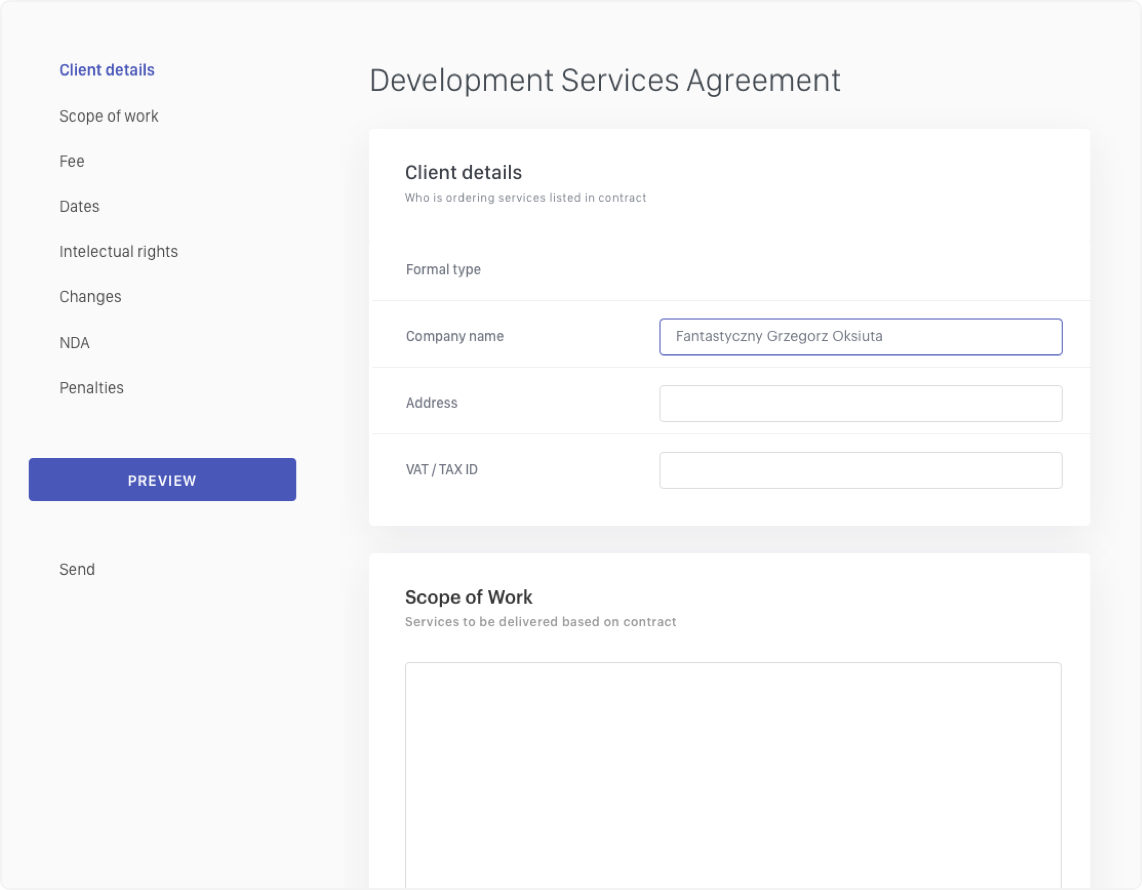 Client details
Scope of work
Fee
Dates
Intelectual rights
Changes
NDA
Penalties
PREVIEW
Send
Development Services Agreement
Client details
Who is ordering services listed in contract
Formal type
Company name
Fantastyczny Grzegorz Oksiuta
Address
VAT / TAX ID
Scope of Work
Services to be delivered based on contract